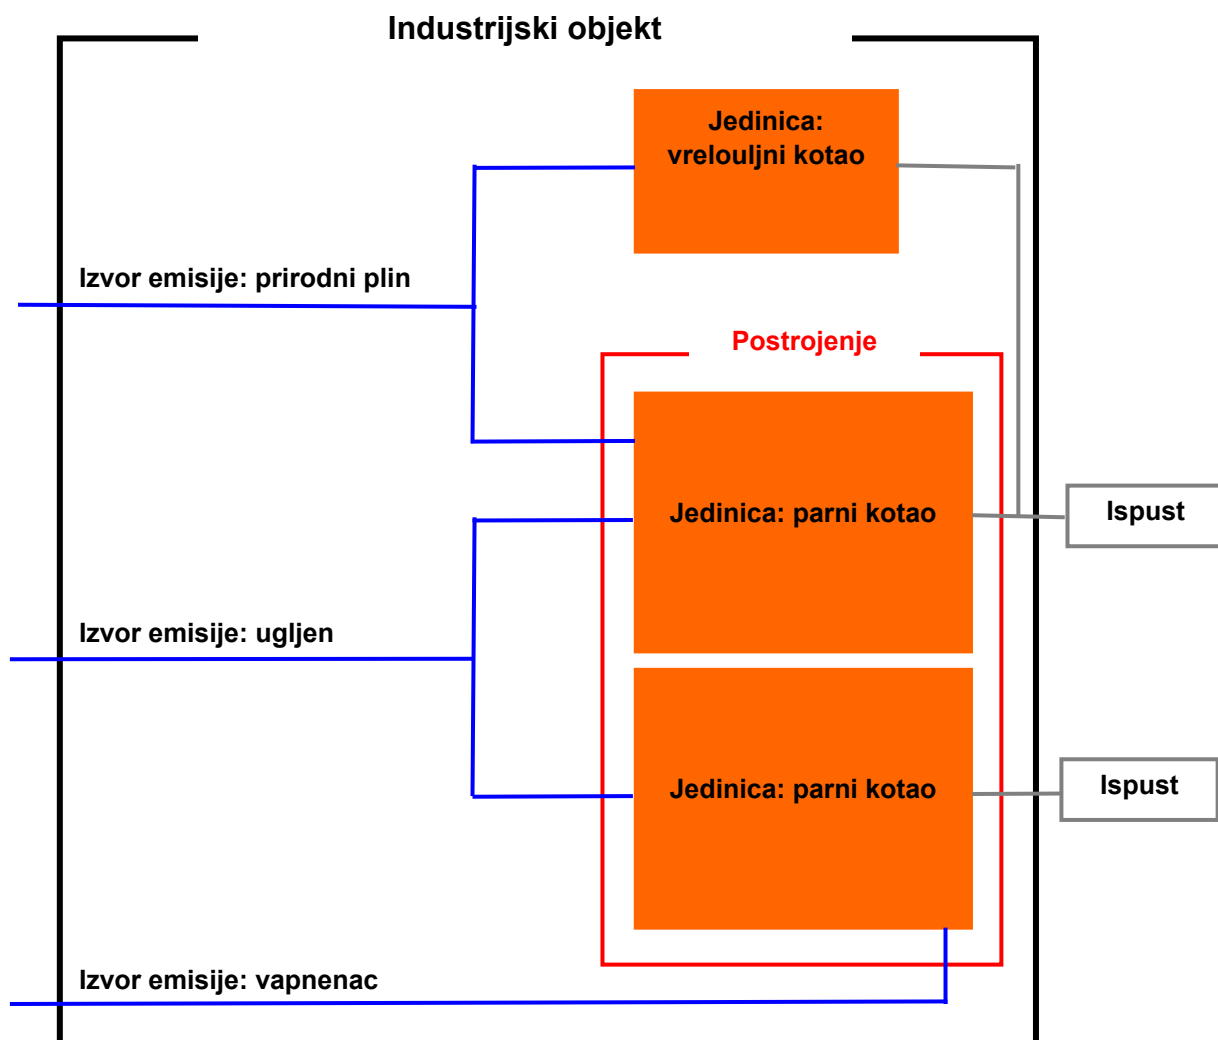 Industrijski objekt
Jedinica:
vrelouljni kotao
Izvor emisije: prirodni plin
Postrojenje
Jedinica: parni kotao
Ispust
Izvor emisije: ugljen
Jedinica: parni kotao
Ispust
Izvor emisije: vapnenac